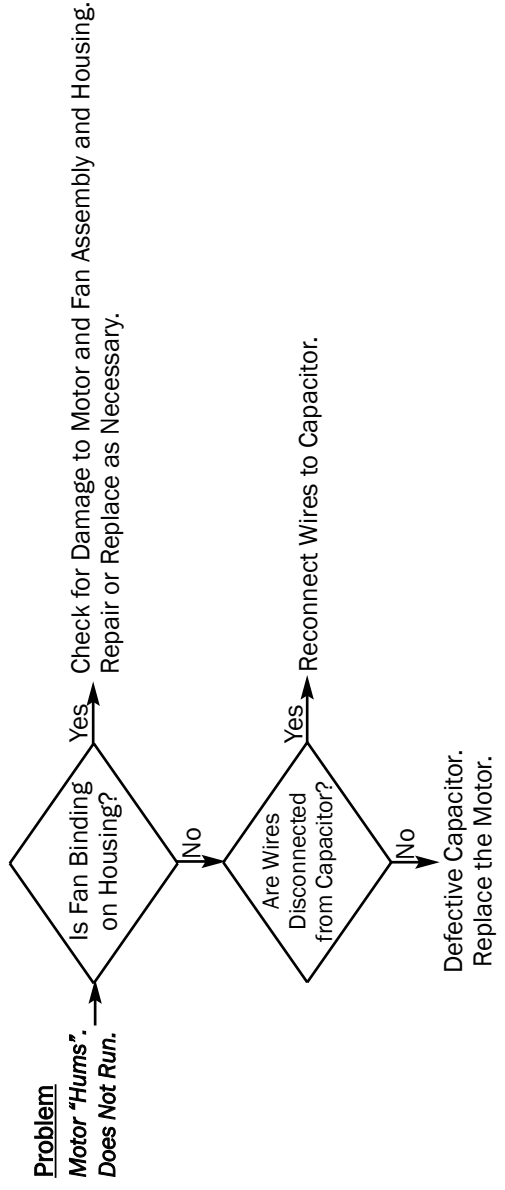 Problem
Motor “Hums”.
Does Not Run.
Is Fan Binding
on Housing?
Yes
Check for Damage to Motor and Fan Assembly and Housing.
Repair or Replace as Necessary.
No
Are Wires
Disconnected
from Capacitor?
Yes
Reconnect Wires to Capacitor.
No
Defective Capacitor.
Replace the Motor.